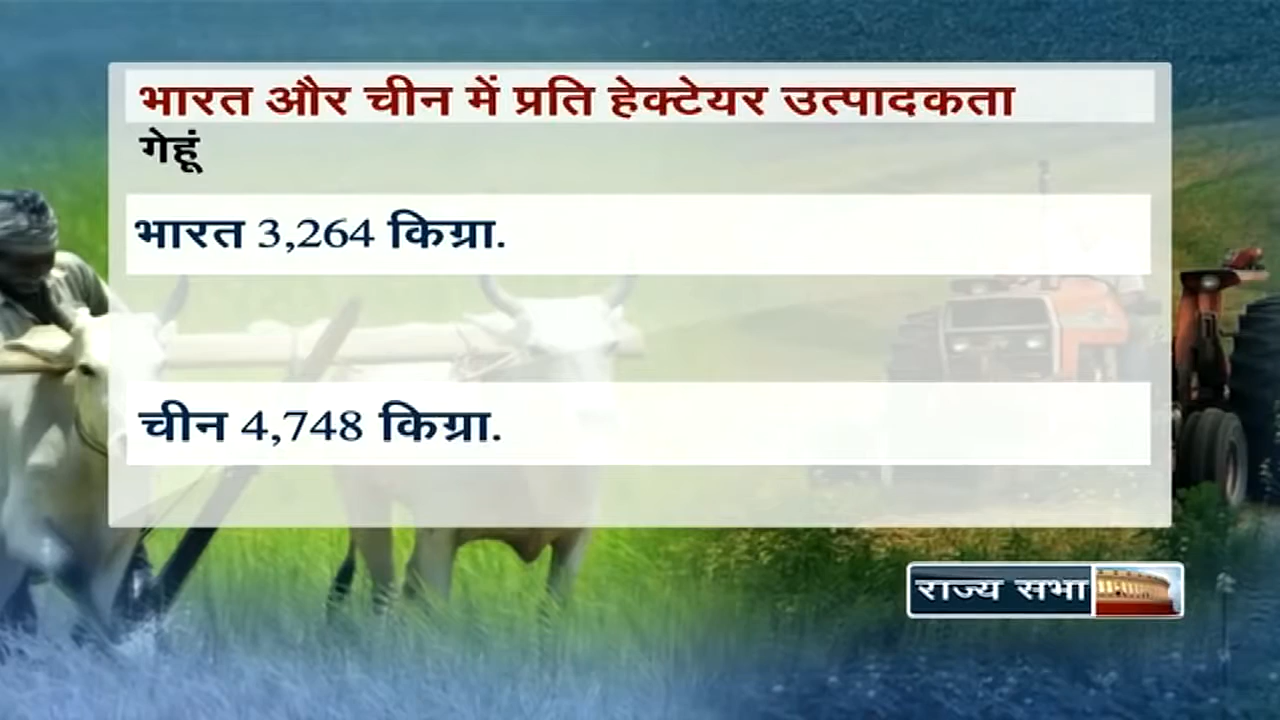 भारत और चीन में प्रति हेक्टेयर उत्पादकता
गेहूं
भारत 3,264 किग्रा.
चीन 4,748 किग्रा.
राज्य सभा